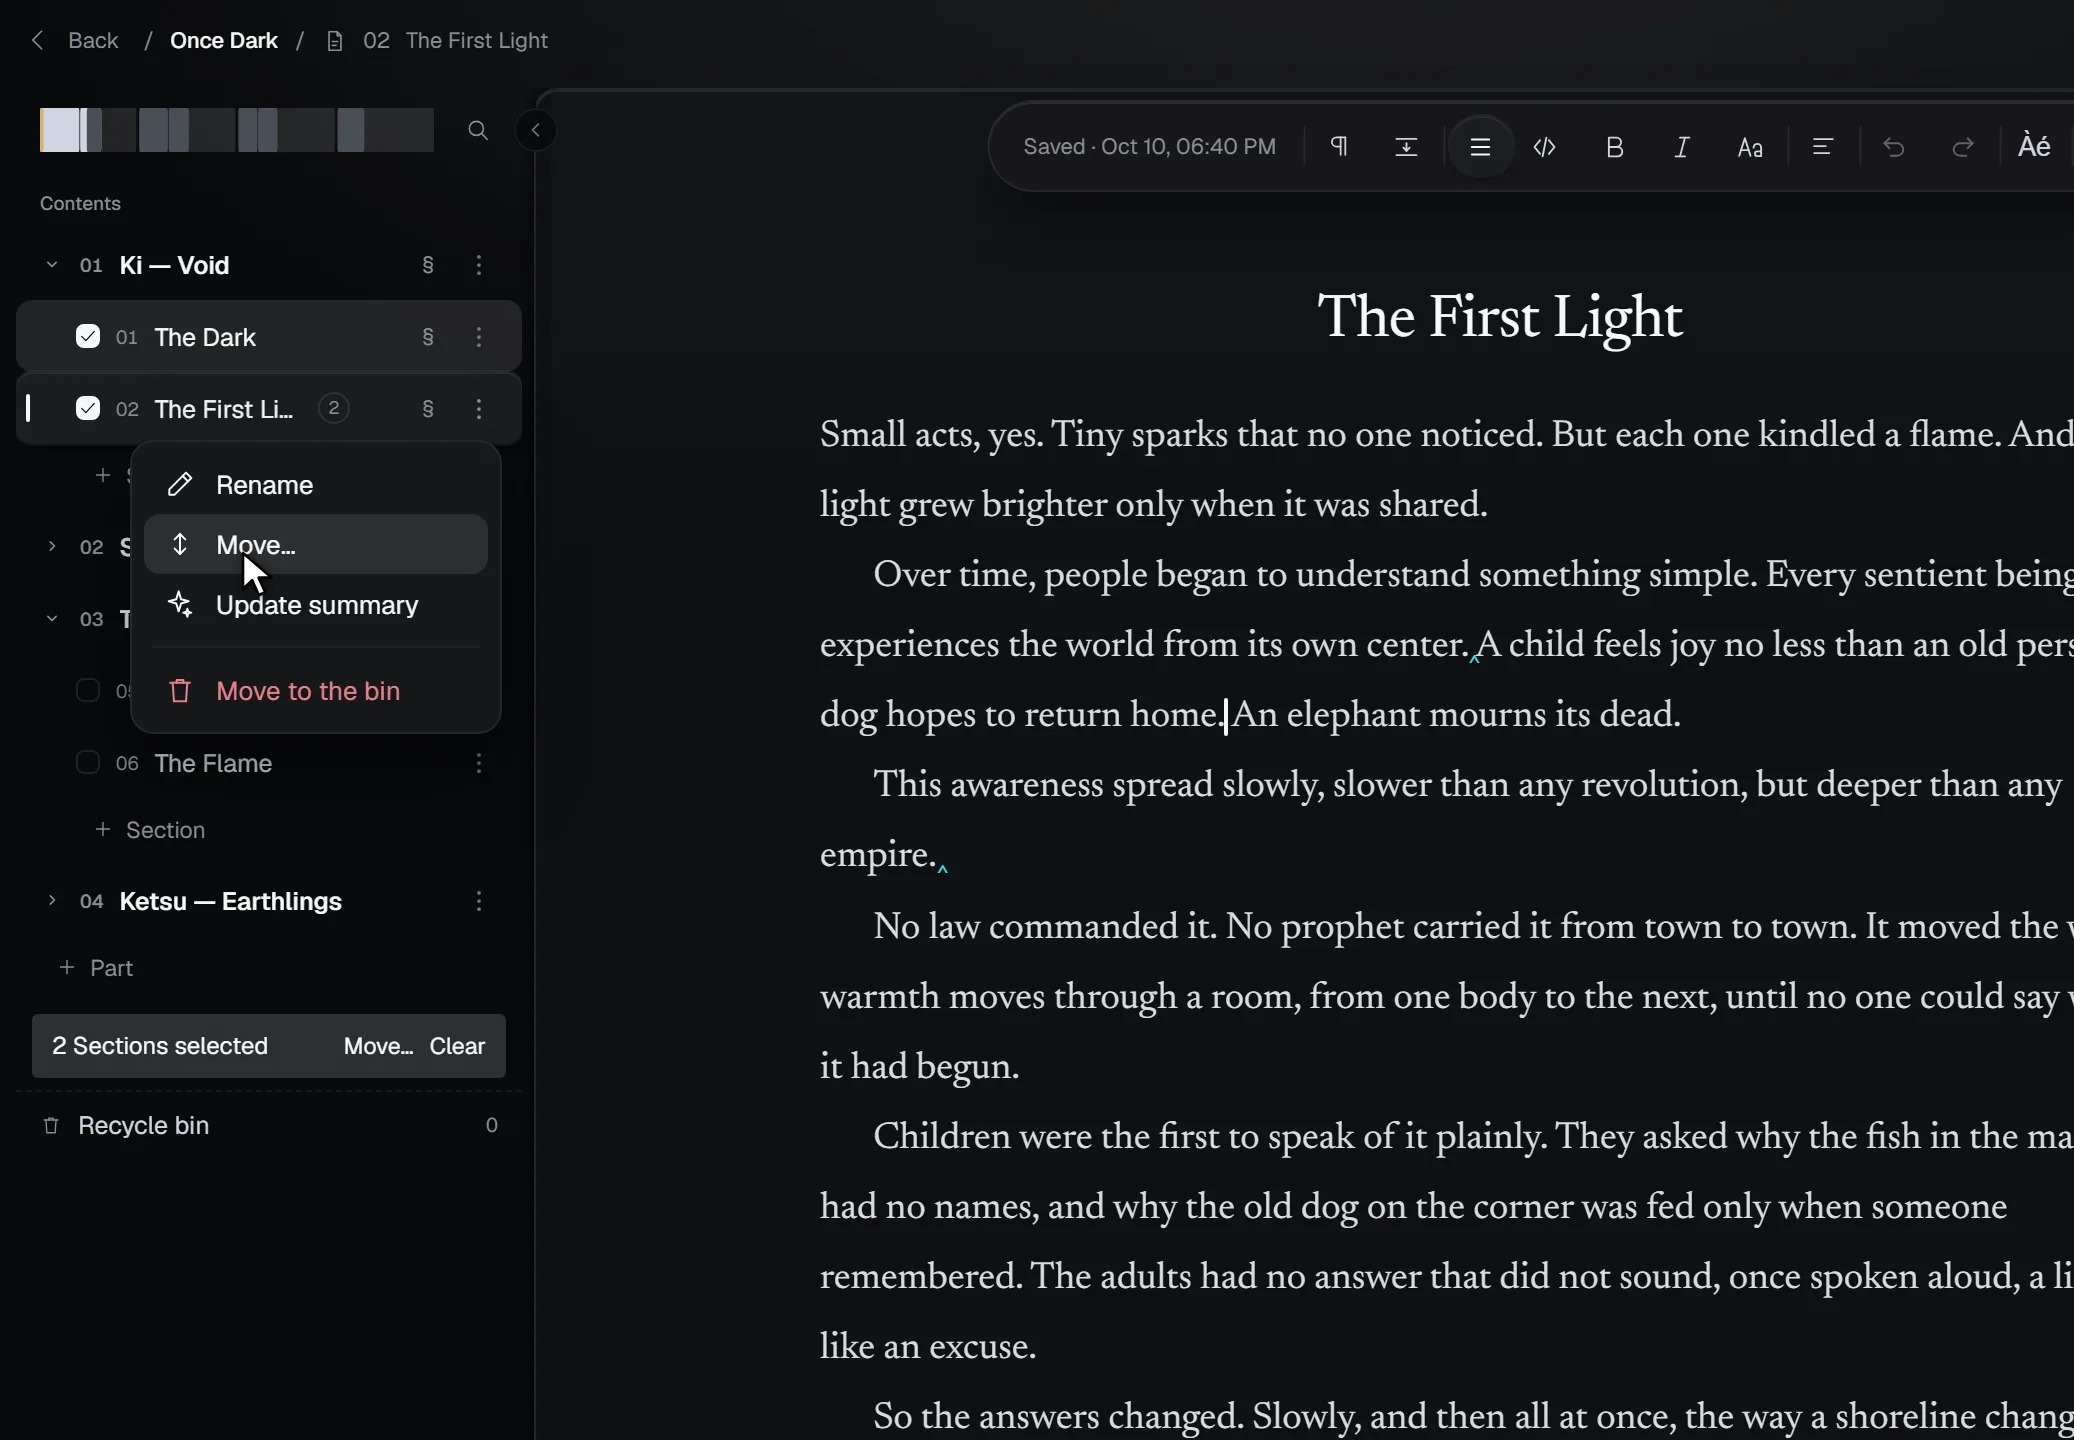 Back / Once Dark / 02 The First Light
Contents
01 Ki — Void §
01 The Dark §
02 The First Li... 2 §
Rename
Move...
Update summary
Move to the bin
02
03
06 The Flame
+ Section
04 Ketsu — Earthlings
+ Part
2 Sections selected Move... Clear
Recycle bin 0
Saved · Oct 10, 06:40 PM ¶ </> B I Aa Àé
The First Light
Small acts, yes. Tiny sparks that no one noticed. But each one kindled a flame. And
light grew brighter only when it was shared.
Over time, people began to understand something simple. Every sentient being
experiences the world from its own center.‸A child feels joy no less than an old
dog hopes to return home. An elephant mourns its dead.
This awareness spread slowly, slower than any revolution, but deeper than any
empire.‸
No law commanded it. No prophet carried it from town to town. It moved the
warmth moves through a room, from one body to the next, until no one could say
it had begun.
Children were the first to speak of it plainly. They asked why the fish in the
had no names, and why the old dog on the corner was fed only when someone
remembered. The adults had no answer that did not sound, once spoken aloud, a
like an excuse.
So the answers changed. Slowly, and then all at once, the way a shoreline